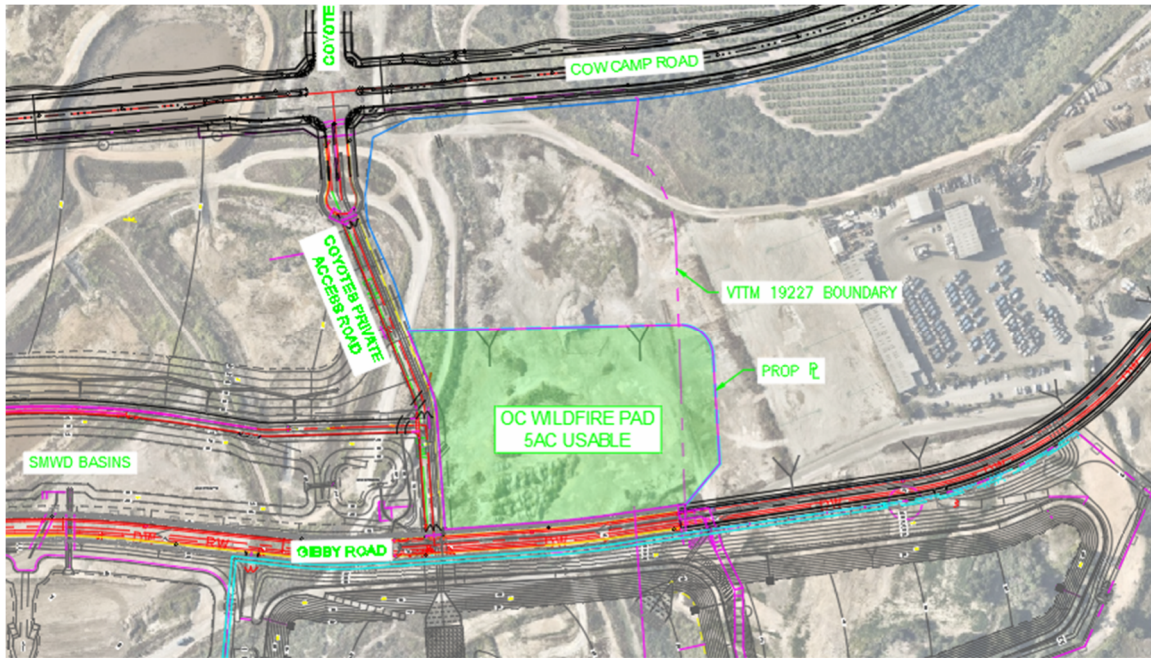 COYOTE
COW CAMP ROAD
COYOTES PRIVATE
ACCESS ROAD
VTTM 19227 BOUNDARY
PROP PL
OC WILDFIRE PAD
5AC USABLE
SMWD BASINS
GIBBY ROAD